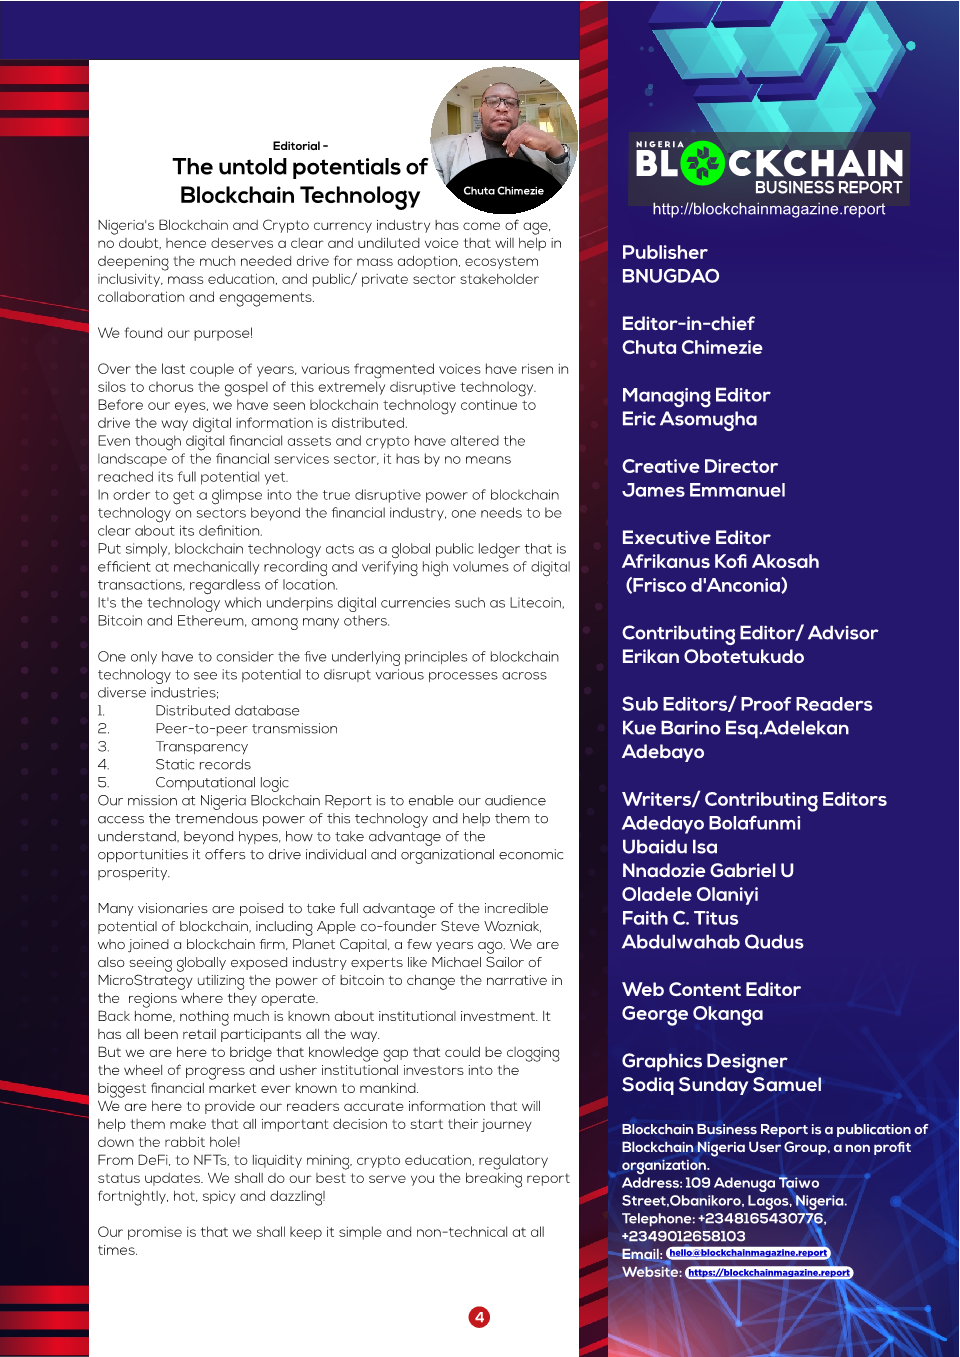 Editorial -
The untold potentials of
Blockchain Technology
Chuta Chimezie
Nigeria's Blockchain and Crypto currency industry has come of age,
no doubt, hence deserves a clear and undiluted voice that will help in
deepening the much needed drive for mass adoption, ecosystem
inclusivity, mass education, and public/ private sector stakeholder
collaboration and engagements.
We found our purpose!
Over the last couple of years, various fragmented voices have risen in
silos to chorus the gospel of this extremely disruptive technology.
Before our eyes, we have seen blockchain technology continue to
drive the way digital information is distributed.
Even though digital financial assets and crypto have altered the
landscape of the financial services sector, it has by no means
reached its full potential yet.
In order to get a glimpse into the true disruptive power of blockchain
technology on sectors beyond the financial industry, one needs to be
clear about its definition.
Put simply, blockchain technology acts as a global public ledger that is
efficient at mechanically recording and verifying high volumes of digital
transactions, regardless of location.
It's the technology which underpins digital currencies such as Litecoin,
Bitcoin and Ethereum, among many others.
One only have to consider the five underlying principles of blockchain
technology to see its potential to disrupt various processes across
diverse industries;
1. Distributed database
2. Peer-to-peer transmission
3. Transparency
4. Static records
5. Computational logic
Our mission at Nigeria Blockchain Report is to enable our audience
access the tremendous power of this technology and help them to
understand, beyond hypes, how to take advantage of the
opportunities it offers to drive individual and organizational economic
prosperity.
Many visionaries are poised to take full advantage of the incredible
potential of blockchain, including Apple co-founder Steve Wozniak,
who joined a blockchain firm, Planet Capital, a few years ago. We are
also seeing globally exposed industry experts like Michael Sailor of
MicroStrategy utilizing the power of bitcoin to change the narrative in
the regions where they operate.
Back home, nothing much is known about institutional investment. It
has all been retail participants all the way.
But we are here to bridge that knowledge gap that could be clogging
the wheel of progress and usher institutional investors into the
biggest financial market ever known to mankind.
We are here to provide our readers accurate information that will
help them make that all important decision to start their journey
down the rabbit hole!
From DeFi, to NFTs, to liquidity mining, crypto education, regulatory
status updates. We shall do our best to serve you the breaking report
fortnightly, hot, spicy and dazzling!
Our promise is that we shall keep it simple and non-technical at all
times.
4
NIGERIA
BLOCKCHAIN
BUSINESS REPORT
http://blockchainmagazine.report
Publisher
BNUGDAO
Editor-in-chief
Chuta Chimezie
Managing Editor
Eric Asomugha
Creative Director
James Emmanuel
Executive Editor
Afrikanus Kofi Akosah
(Frisco d'Anconia)
Contributing Editor/ Advisor
Erikan Obotetukudo
Sub Editors/ Proof Readers
Kue Barino Esq.Adelekan
Adebayo
Writers/ Contributing Editors
Adedayo Bolafunmi
Ubaidu Isa
Nnadozie Gabriel U
Oladele Olaniyi
Faith C. Titus
Abdulwahab Qudus
Web Content Editor
George Okanga
Graphics Designer
Sodiq Sunday Samuel
Blockchain Business Report is a publication of
Blockchain Nigeria User Group, a non profit
organization.
Address: 109 Adenuga Taiwo
Street,Obanikoro, Lagos, Nigeria.
Telephone: +2348165430776,
+2349012658103
Email: hello@blockchainmagazine.report
Website: https://blockchainmagazine.report